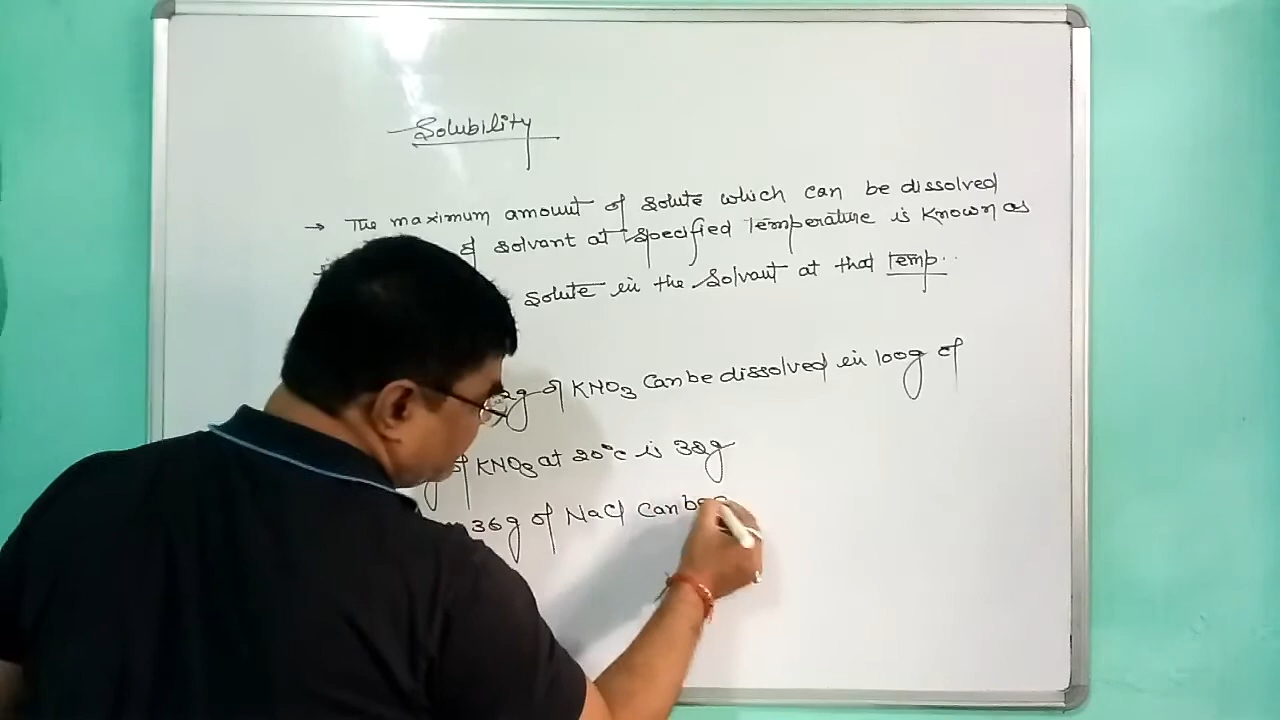 Solubility
→ The maximum amount of solute which can be dissolved
solvant at specified Temperature is known as
solute in the solvant at that Temp..
g of KNO3 can be dissolved in 100g of
of KNO3 at 20°c is 32g
36g of NaCl can be